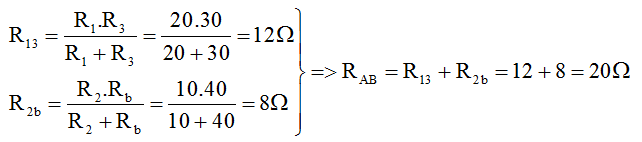 R₁₃ = R₁.R₃ / R₁ + R₃ = 20.30 / 20 + 30 = 12Ω
R₂b = R₂.Rb / R₂ + Rb = 10.40 / 10 + 40 = 8Ω
} => R_AB = R₁₃ + R₂b = 12 + 8 = 20Ω